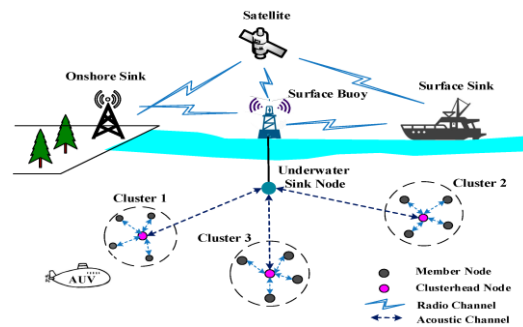 Satellite
Onshore Sink
Surface Buoy
Surface Sink
Underwater
Sink Node
Cluster 1
Cluster 2
Cluster 3
AUV
Member Node
Clusterhead Node
Radio Channel
Acoustic Channel